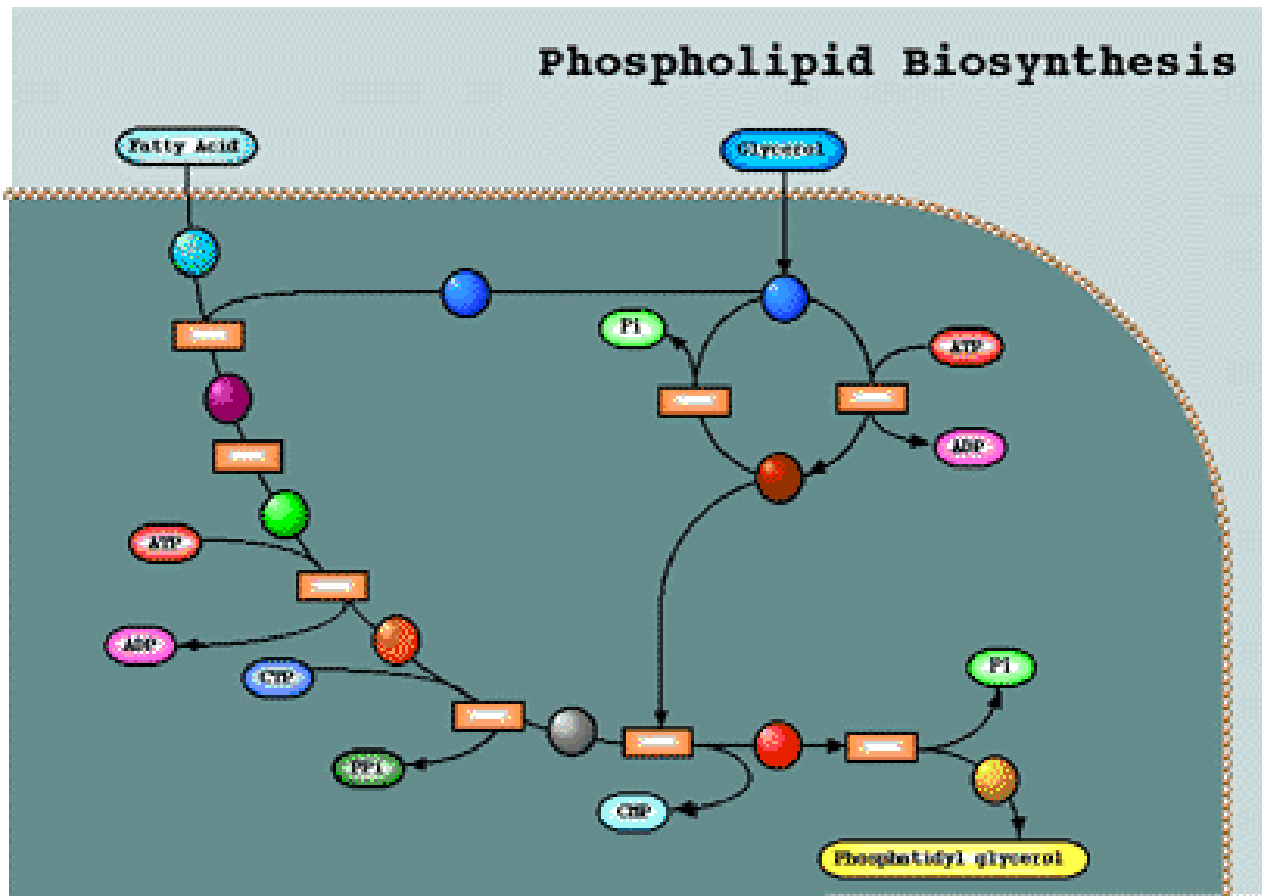 Phospholipid Biosynthesis
Fatty Acid
Glycerol
Pi
ATP
ADP
ATP
ADP
CTP
Pi
PPi
CMP
Phosphatidyl glycerol